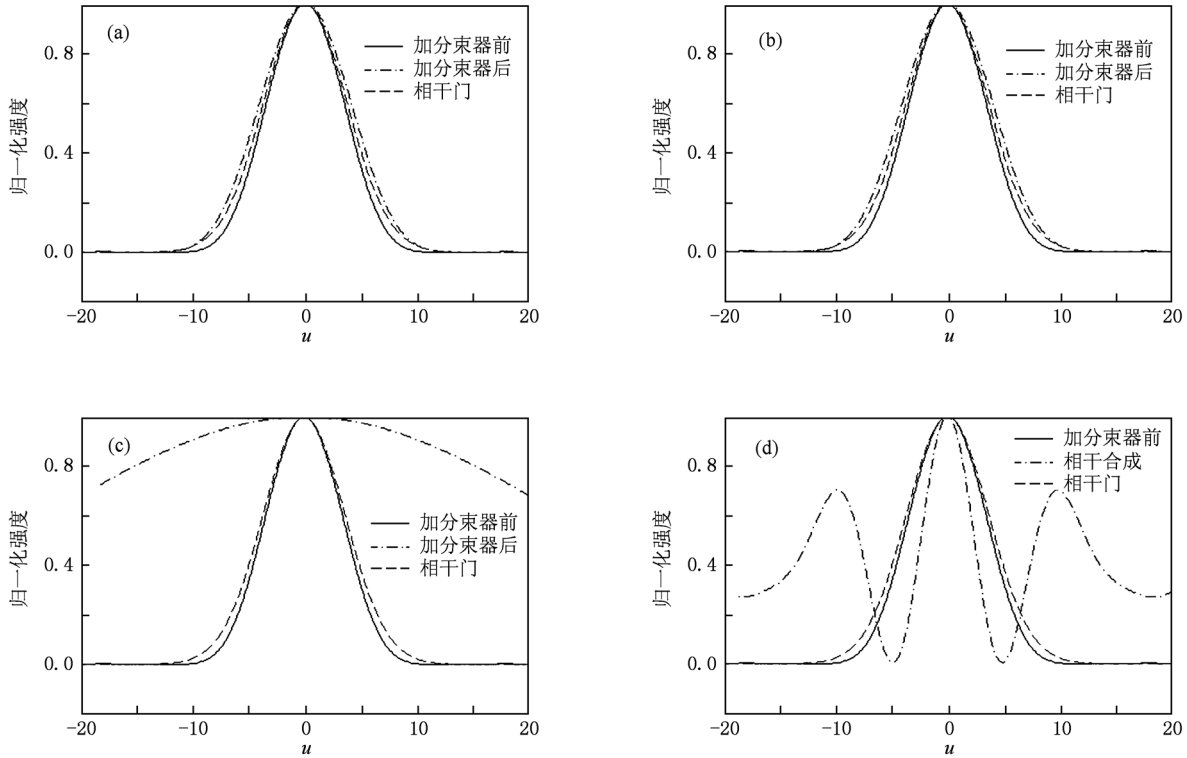 (a)
加分束器前
加分束器后
相干门
0.8
0.4
0.0
归一化强度
-20
-10
0
10
20
u
(b)
加分束器前
加分束器后
相干门
0.8
0.4
0.0
归一化强度
-20
-10
0
10
20
u
(c)
加分束器前
加分束器后
相干门
0.8
0.4
0.0
归一化强度
-20
-10
0
10
20
u
(d)
加分束器前
相干合成
相干门
0.8
0.4
0.0
归一化强度
-20
-10
0
10
20
u